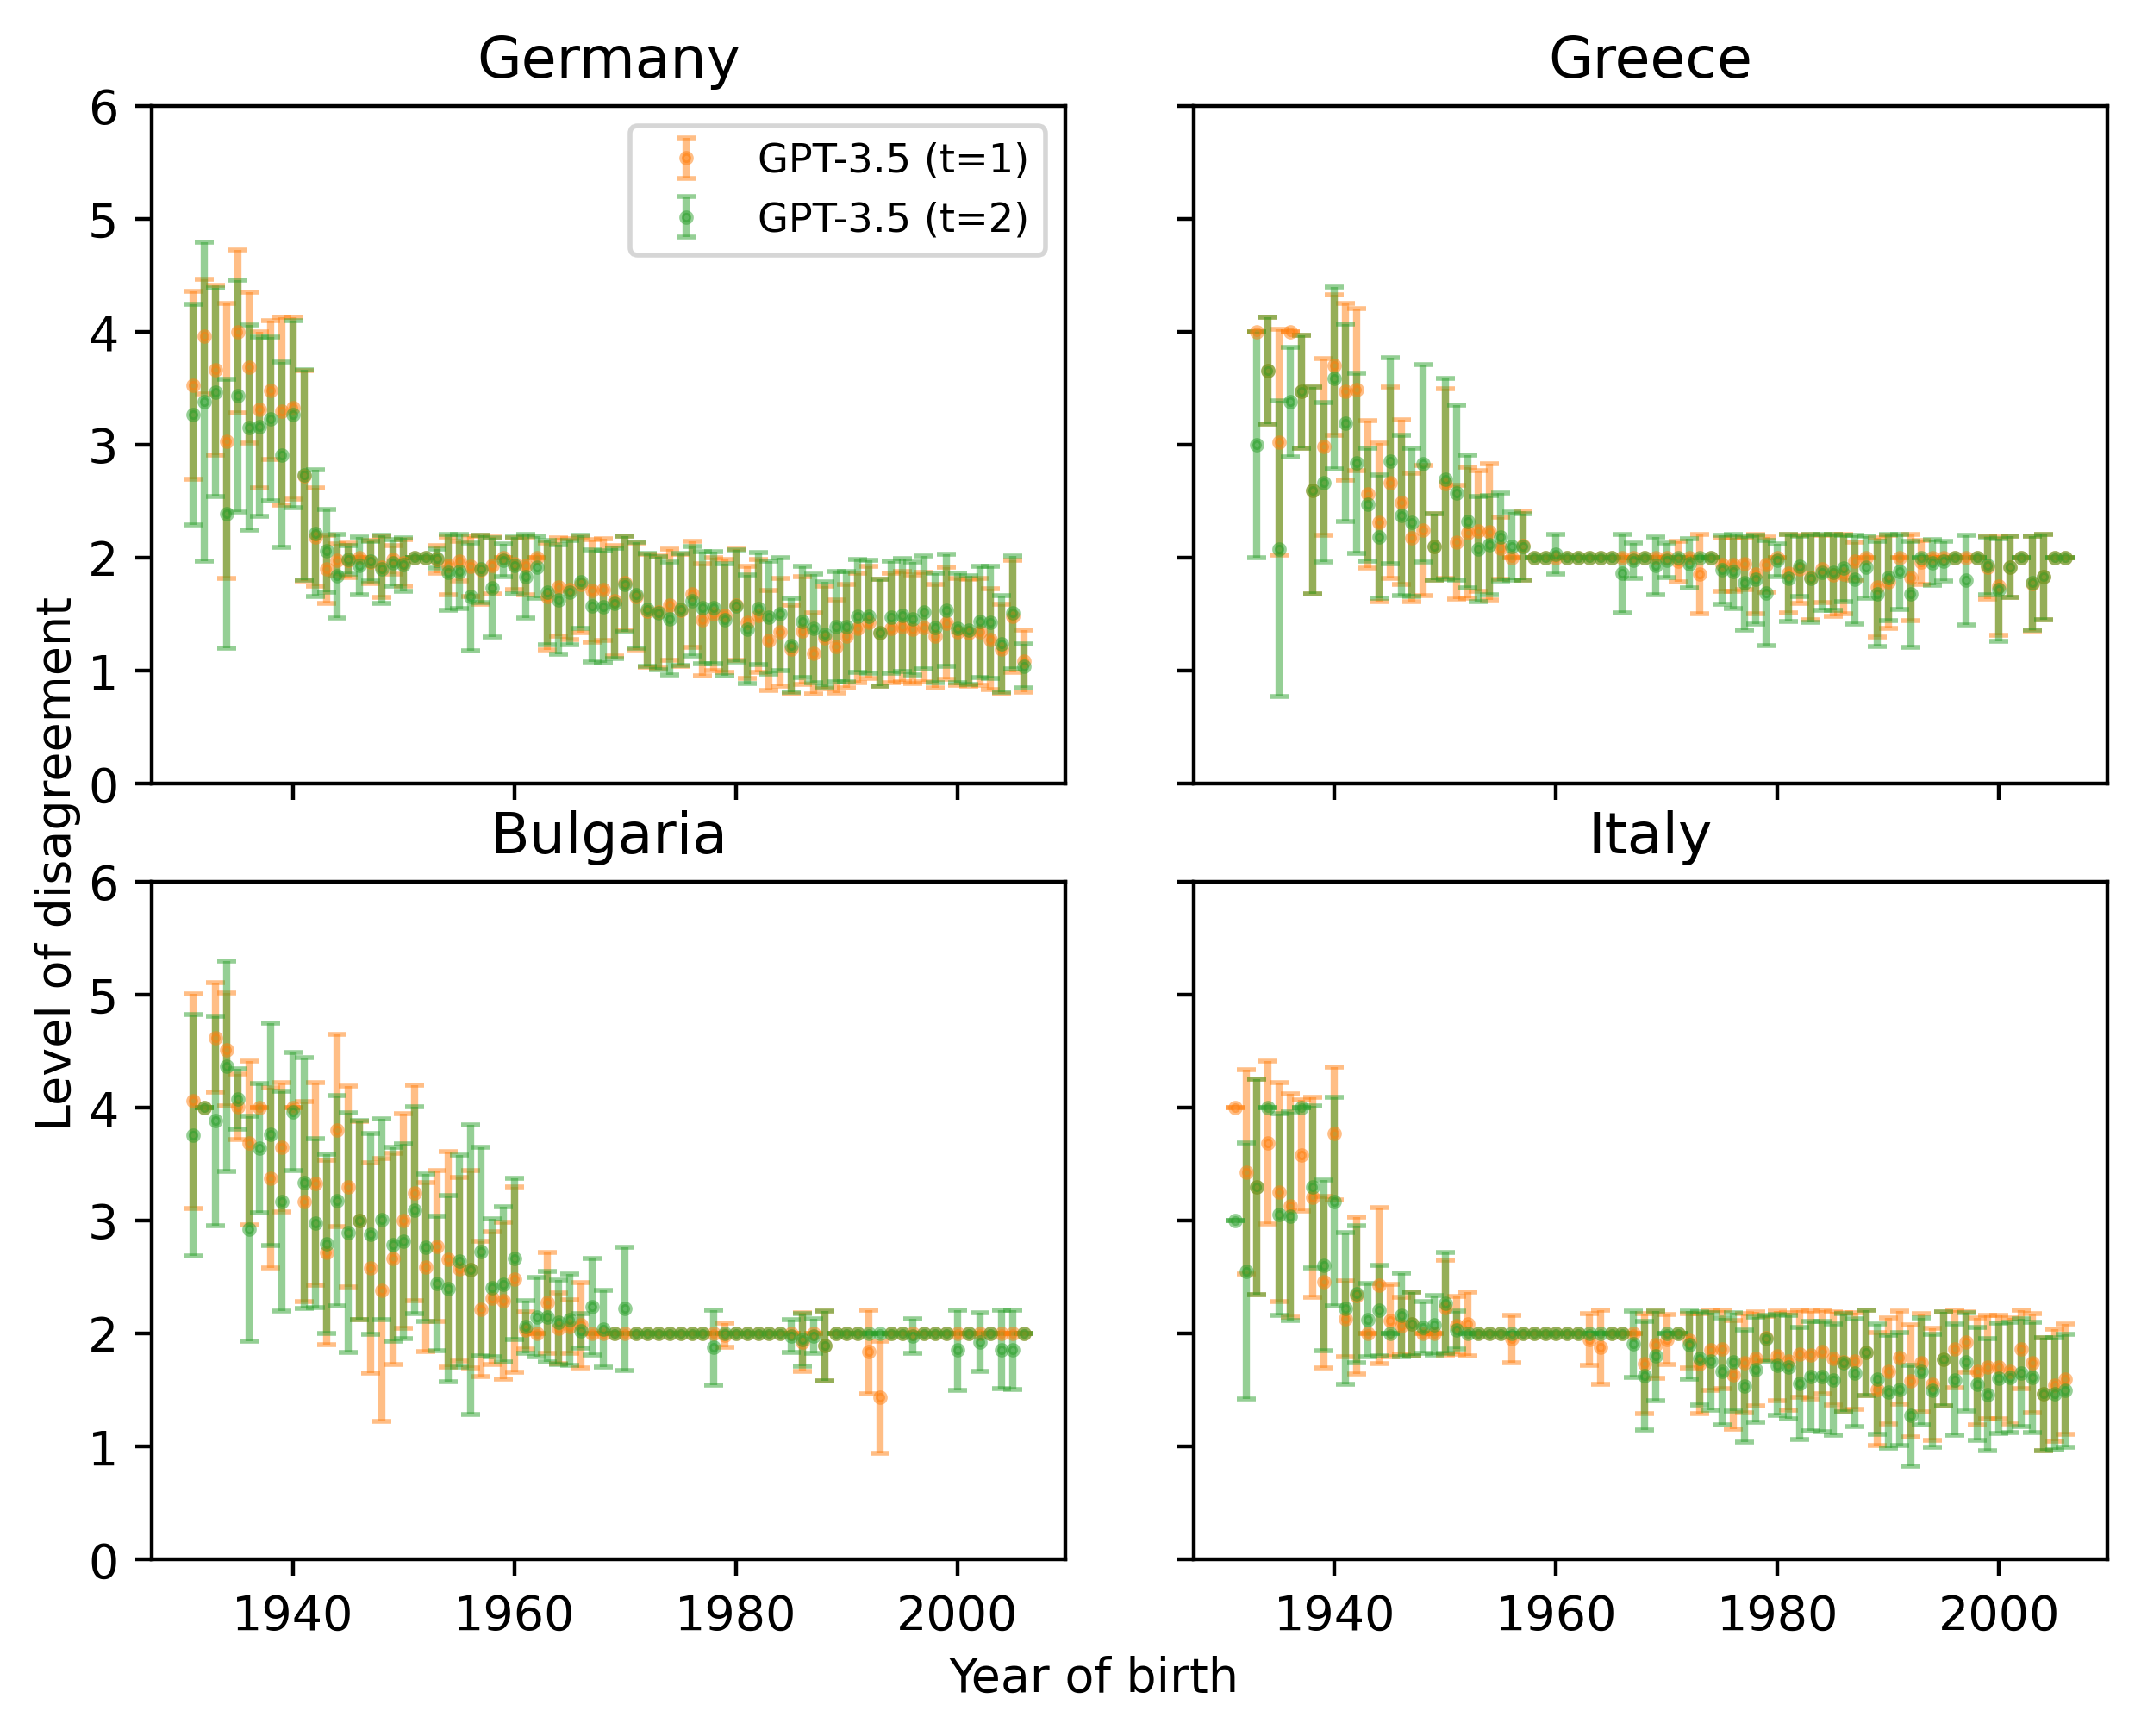 Germany
Greece
6
5
4
3
2
1
0
GPT-3.5 (t=1)
GPT-3.5 (t=2)
Level of disagreement
Bulgaria
Italy
6
5
4
3
2
1
0
1940 1960 1980 2000
1940 1960 1980 2000
Year of birth